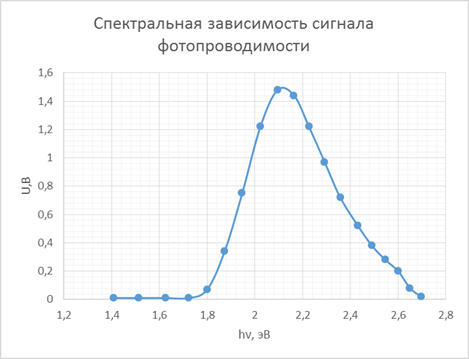 Спектральная зависимость сигнала
фотопроводимости
U,В
1,6
1,4
1,2
1
0,8
0,6
0,4
0,2
0
1,2 1,4 1,6 1,8 2 2,2 2,4 2,6 2,8
hν, эВ